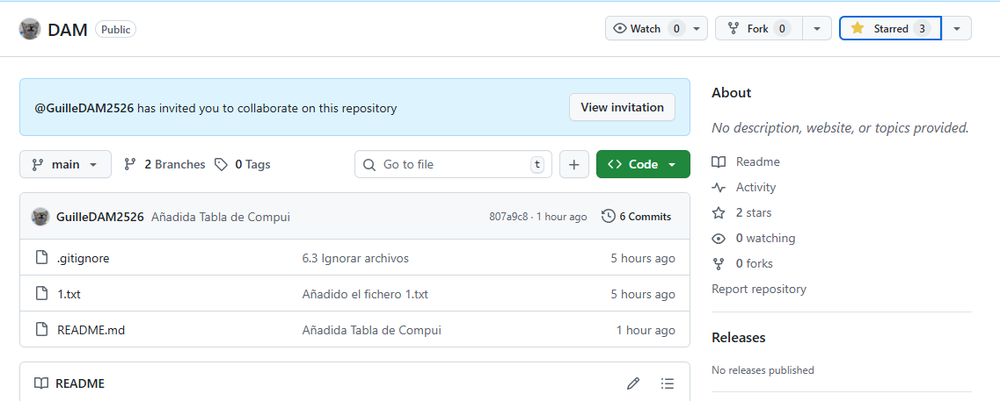 DAM Public Watch 0 Fork 0 Starred 3
@GuilleDAM2526 has invited you to collaborate on this repository View invitation
main 2 Branches 0 Tags Go to file t + Code
GuilleDAM2526 Añadida Tabla de Compui 807a9c8 · 1 hour ago 6 Commits
.gitignore 6.3 Ignorar archivos 5 hours ago
1.txt Añadido el fichero 1.txt 5 hours ago
README.md Añadida Tabla de Compui 1 hour ago
README
About
No description, website, or topics provided.
Readme
Activity
2 stars
0 watching
0 forks
Report repository
Releases
No releases published